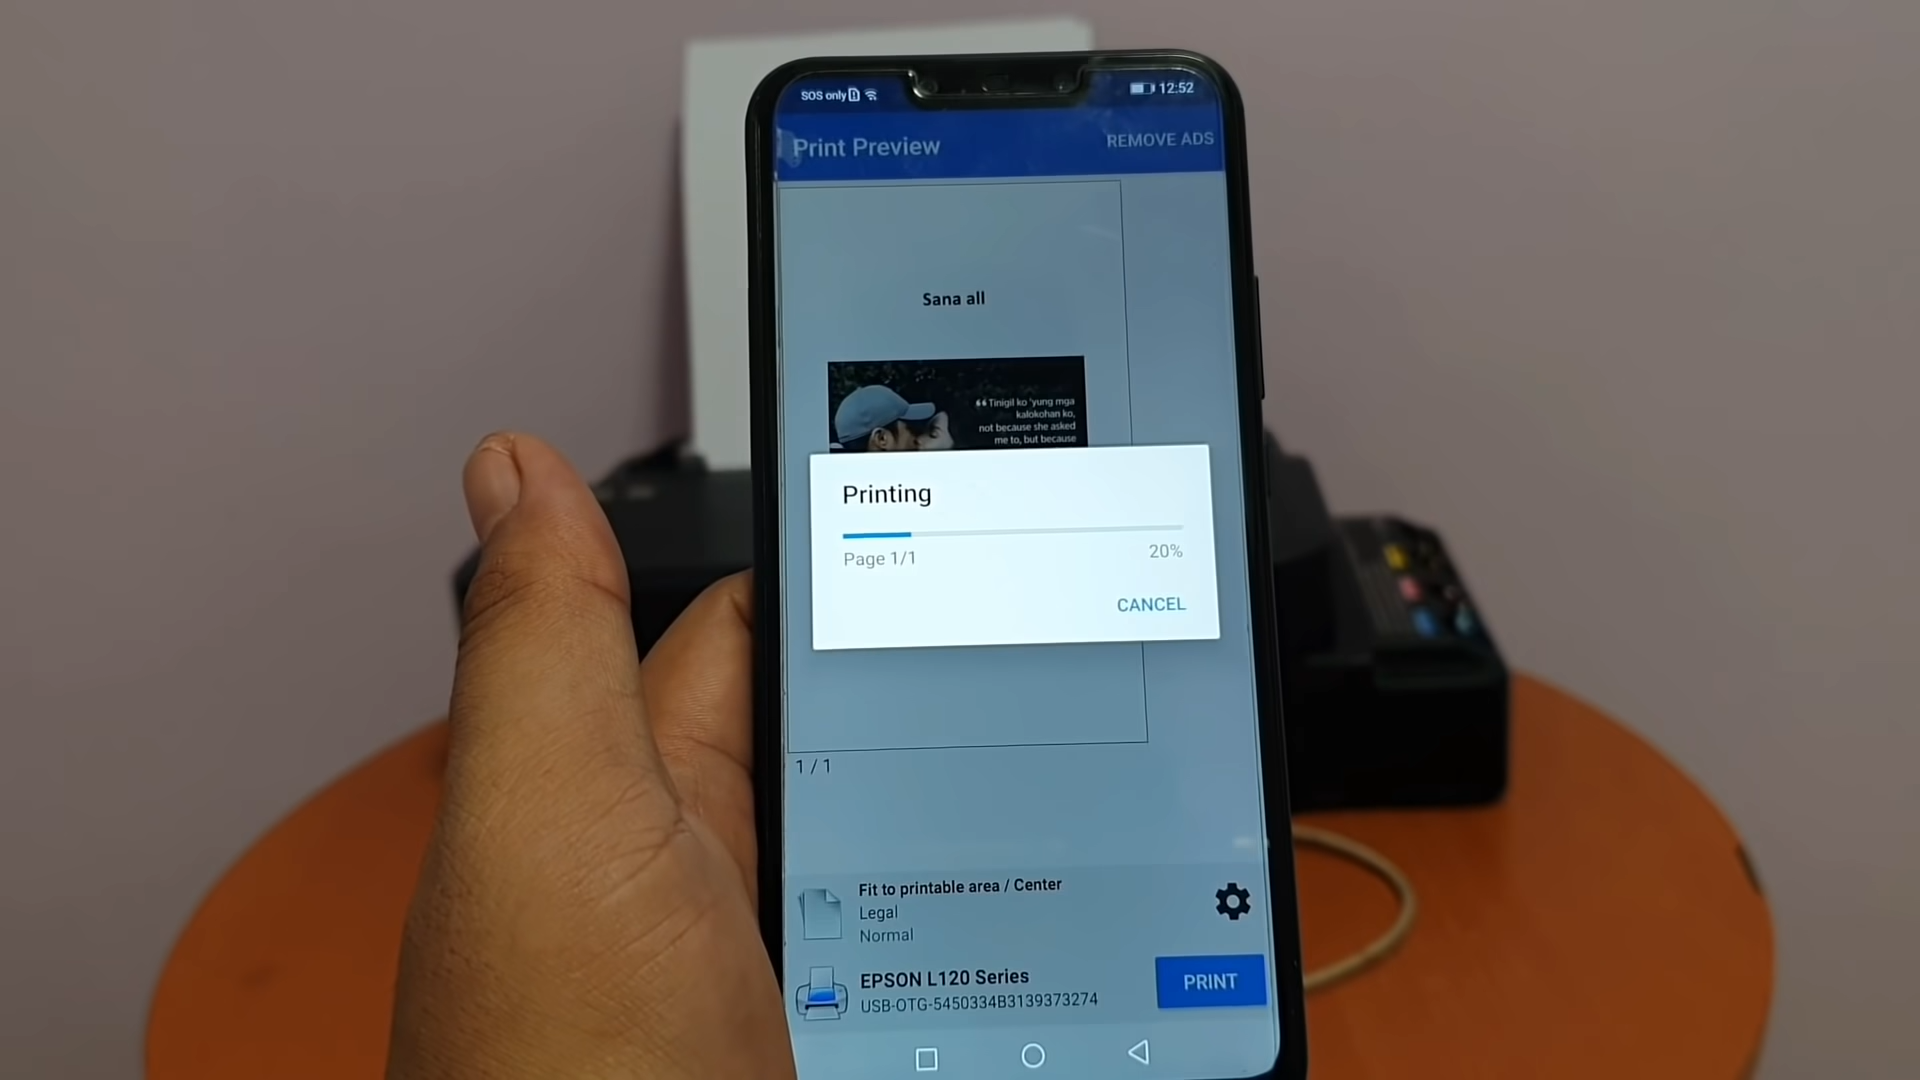 SOS only
12:52
Print Preview
REMOVE ADS
Sana all
❝Tinigil ko 'yung mga
kalokohan ko,
not because she asked
me to, but because
Printing
Page 1/1
20%
CANCEL
1 / 1
Fit to printable area / Center
Legal
Normal
EPSON L120 Series
USB-OTG-5450334B3139373274
PRINT